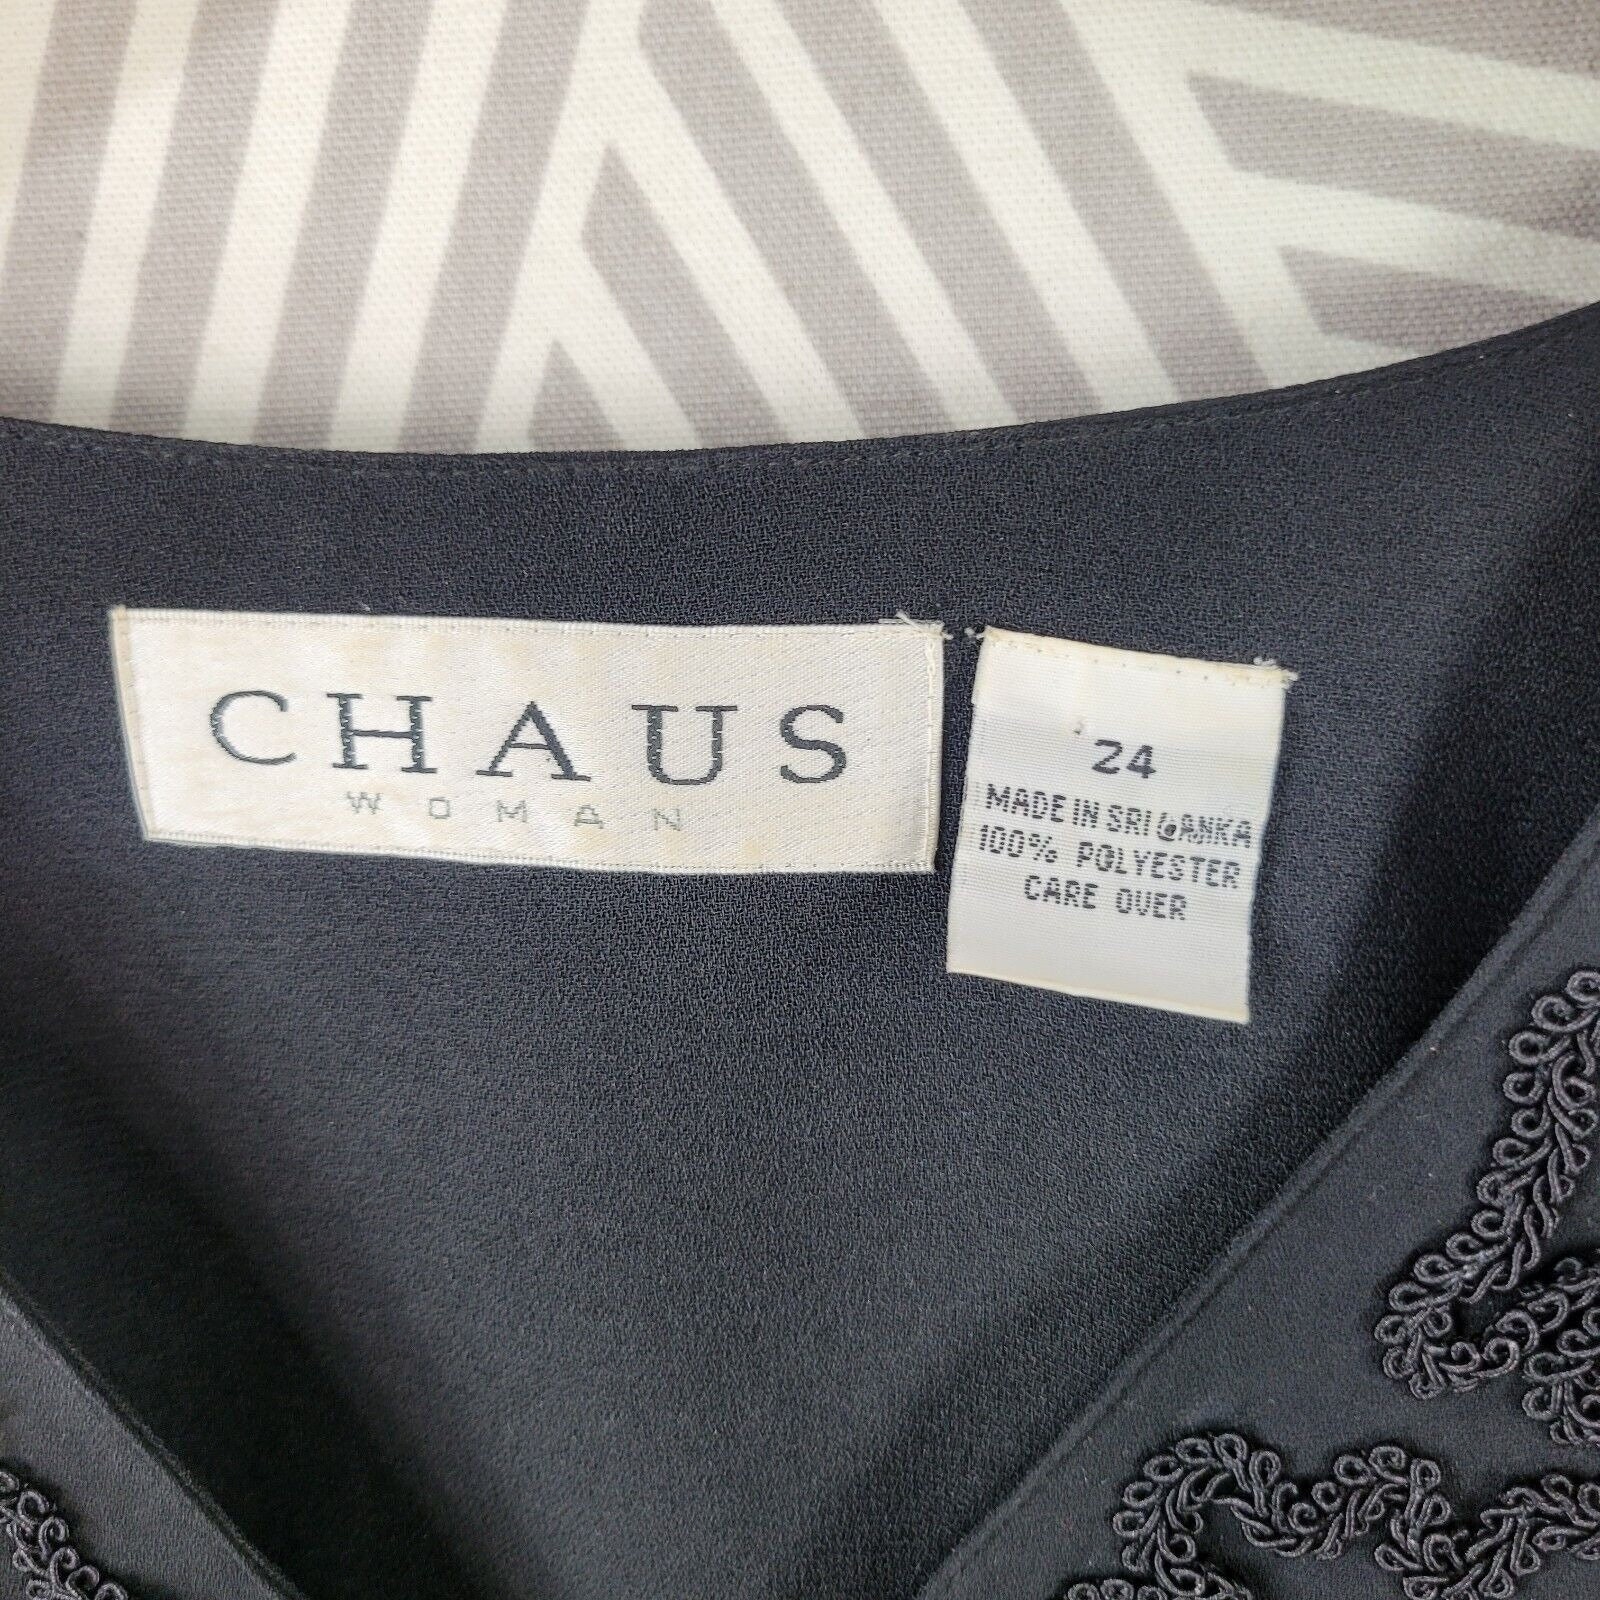 CHAUS
WOMAN
24
MADE IN SRI LANKA
100% POLYESTER
CARE OVER